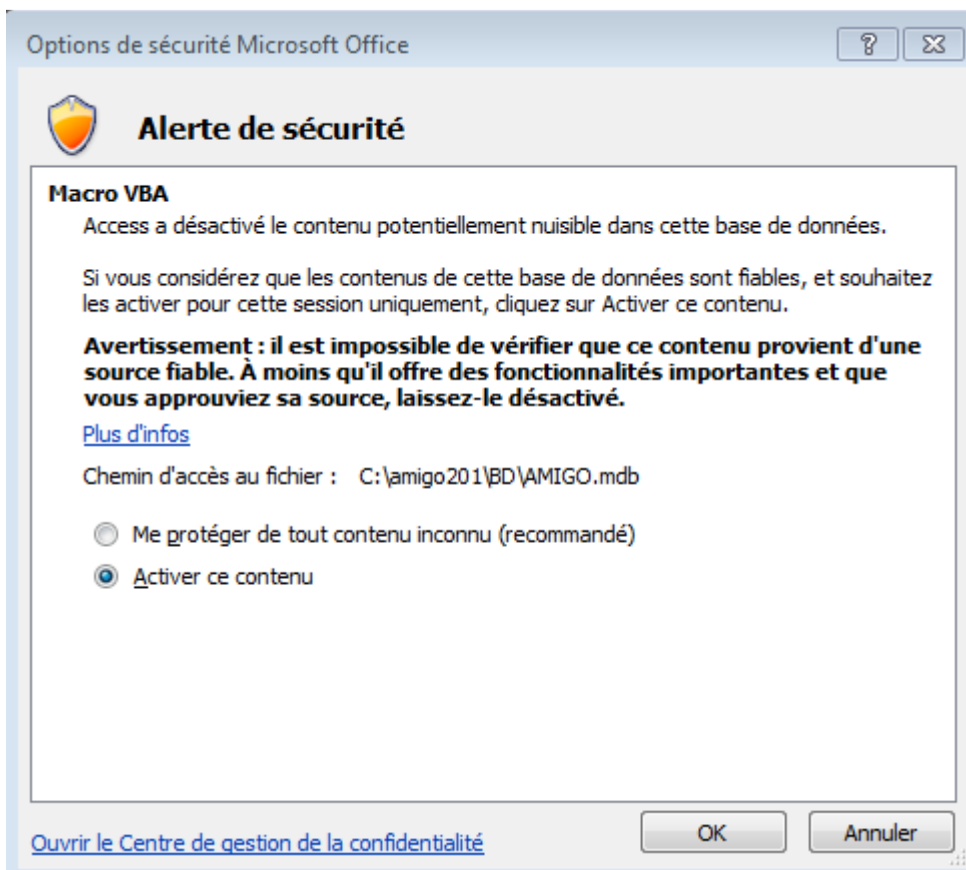 Options de sécurité Microsoft Office
Alerte de sécurité
Macro VBA
Access a désactivé le contenu potentiellement nuisible dans cette base de données.
Si vous considérez que les contenus de cette base de données sont fiables, et souhaitez
les activer pour cette session uniquement, cliquez sur Activer ce contenu.
Avertissement : il est impossible de vérifier que ce contenu provient d'une
source fiable. À moins qu'il offre des fonctionnalités importantes et que
vous approuviez sa source, laissez-le désactivé.
Plus d'infos
Chemin d'accès au fichier : C:\amigo201\BD\AMIGO.mdb
Me protéger de tout contenu inconnu (recommandé)
Activer ce contenu
Ouvrir le Centre de gestion de la confidentialité
OK
Annuler